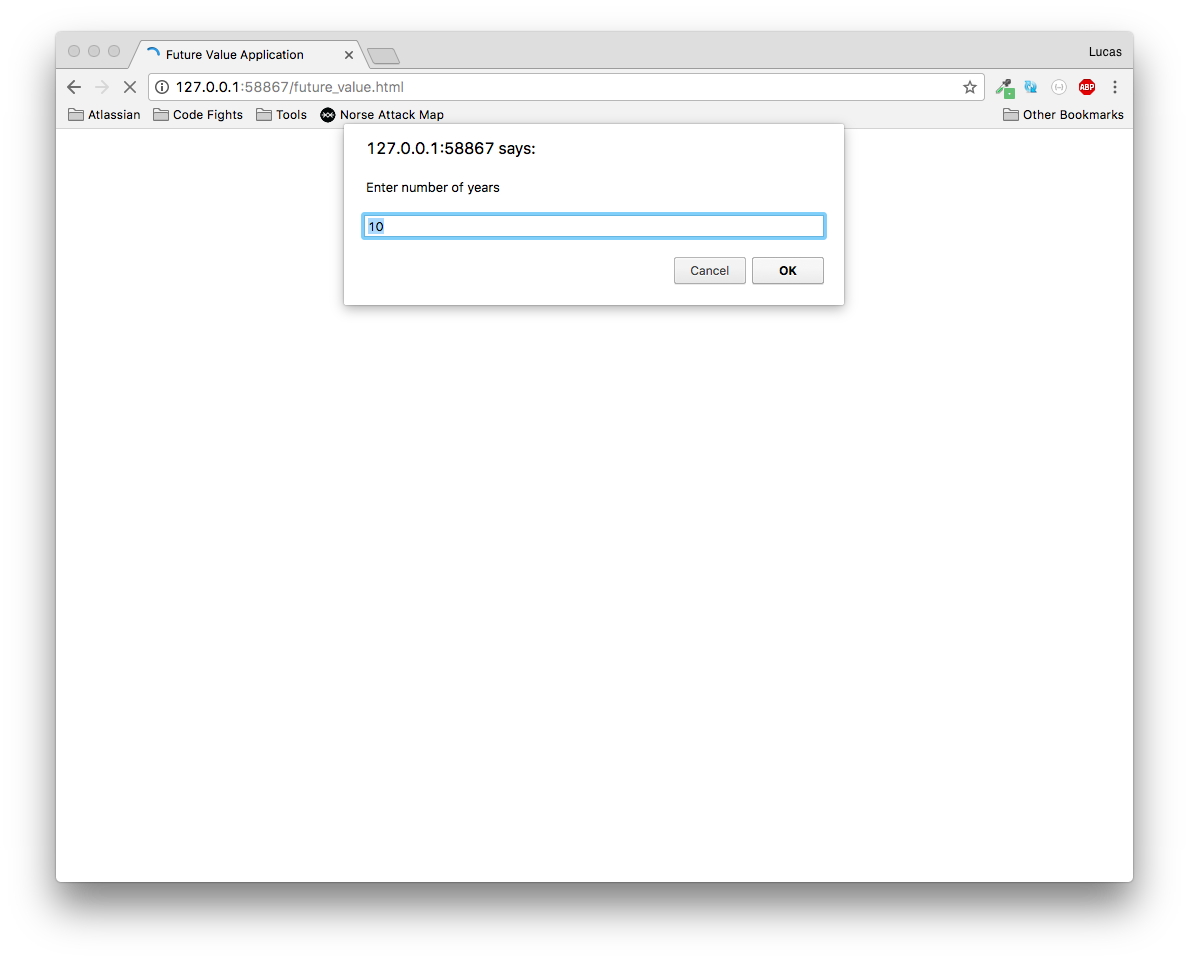 Future Value Application
Lucas
127.0.0.1:58867/future_value.html
ABP
Atlassian Code Fights Tools Norse Attack Map Other Bookmarks
127.0.0.1:58867 says:
Enter number of years
10
Cancel OK